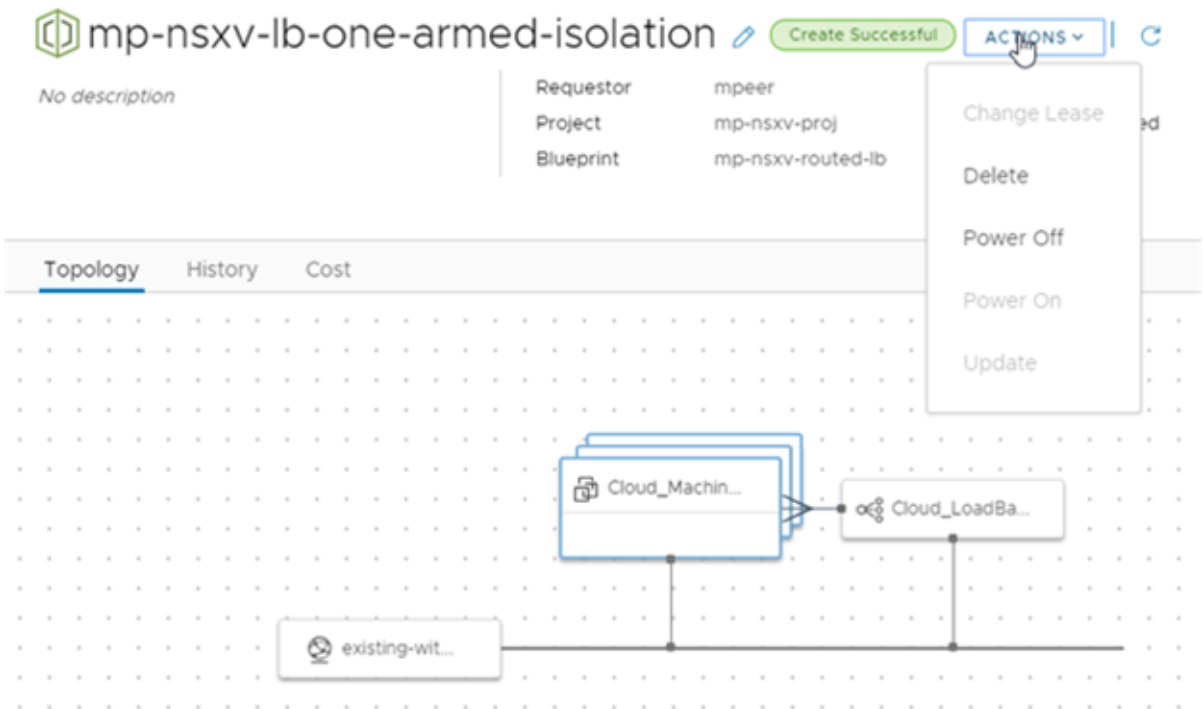 mp-nsxv-lb-one-armed-isolation Create Successful ACTIONS
No description
Requestor mpeer
Project mp-nsxv-proj
Blueprint mp-nsxv-routed-lb
Change Lease
Delete
Power Off
Power On
Update
Topology History Cost
Cloud_Machin...
Cloud_LoadBa...
existing-wit...